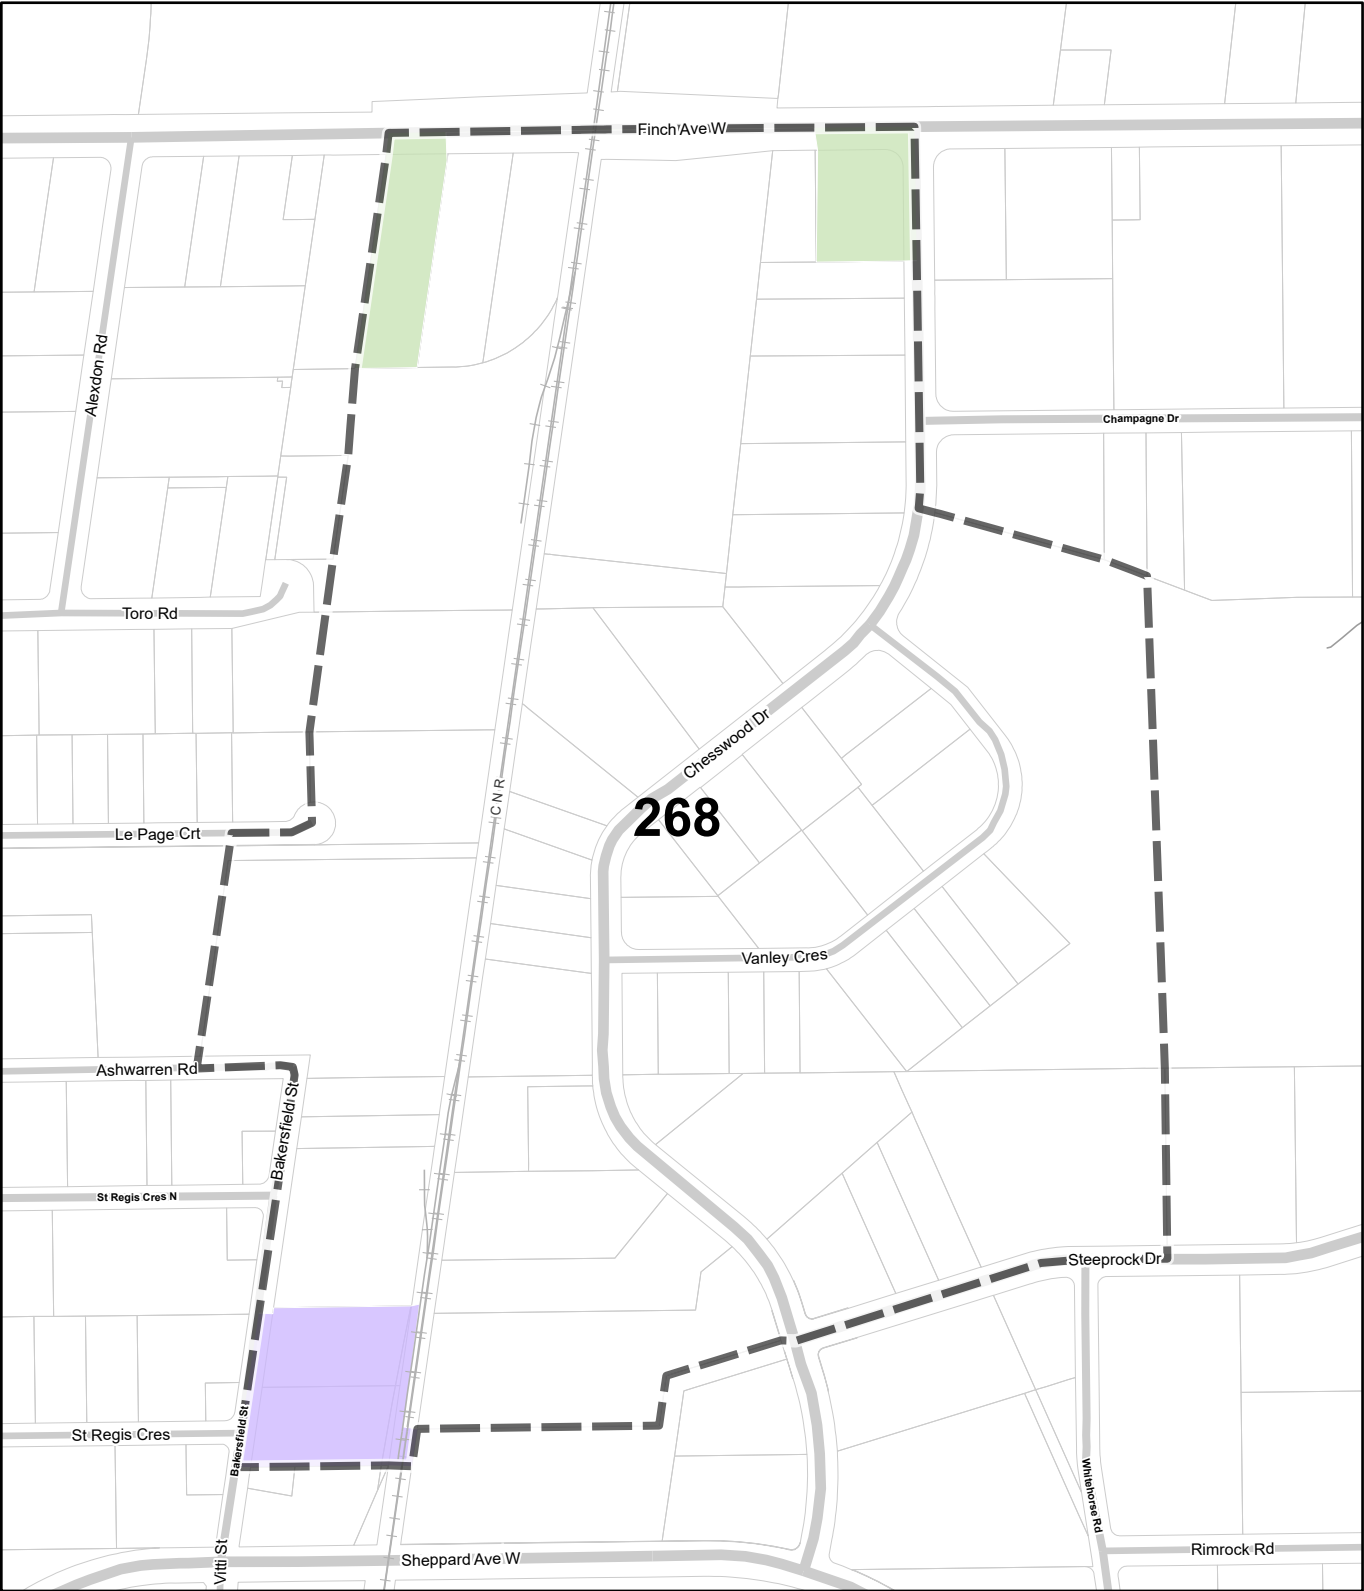 Finch Ave W
Alexdon Rd
Champagne Dr
Toro Rd
Chesswood Dr
CNR
268
Le Page Crt
Vanley Cres
Ashwarren Rd
Bakersfield St
St Regis Cres N
Steeprock Dr
Bakersfield St
St Regis Cres
Whitehorse Rd
Vitti St
Sheppard Ave W
Rimrock Rd